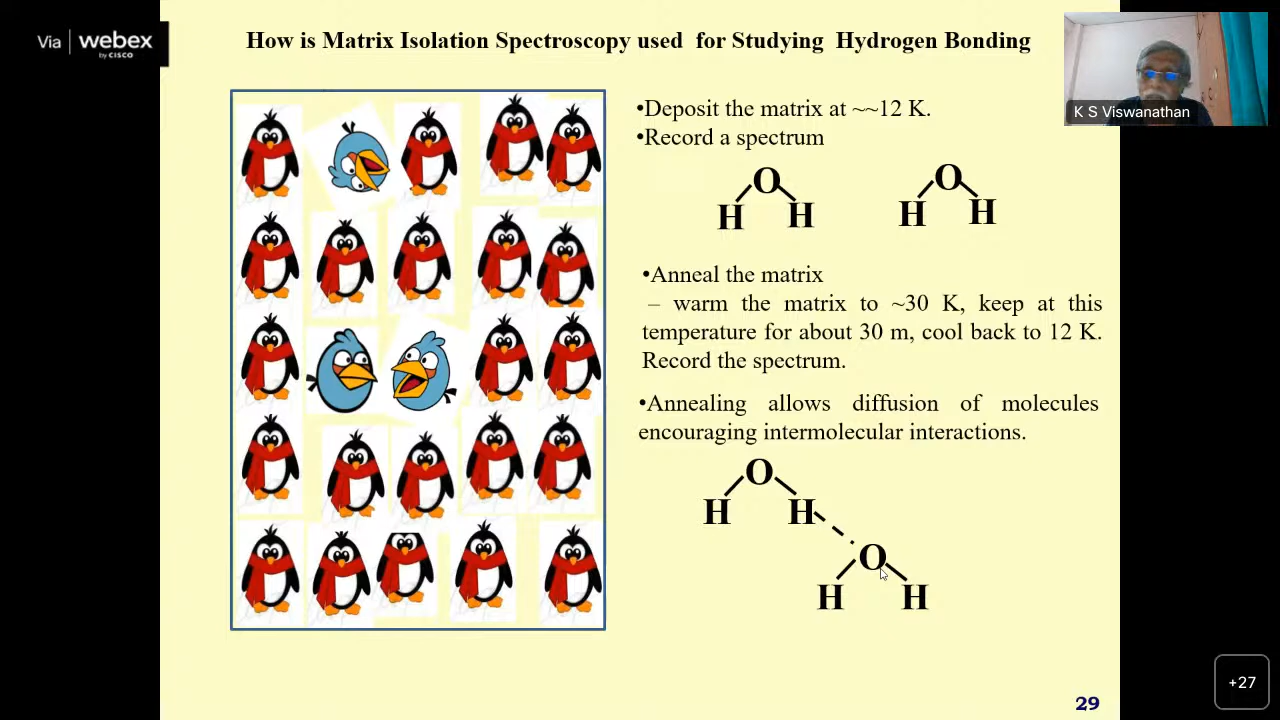 Via webex
by CISCO
How is Matrix Isolation Spectroscopy used for Studying Hydrogen Bonding
K S Viswanathan
•Deposit the matrix at ~~12 K.
•Record a spectrum
O O
H H H H
•Anneal the matrix
– warm the matrix to ~30 K, keep at this
temperature for about 30 m, cool back to 12 K.
Record the spectrum.
•Annealing allows diffusion of molecules
encouraging intermolecular interactions.
O
H H
O
H H
+27
29